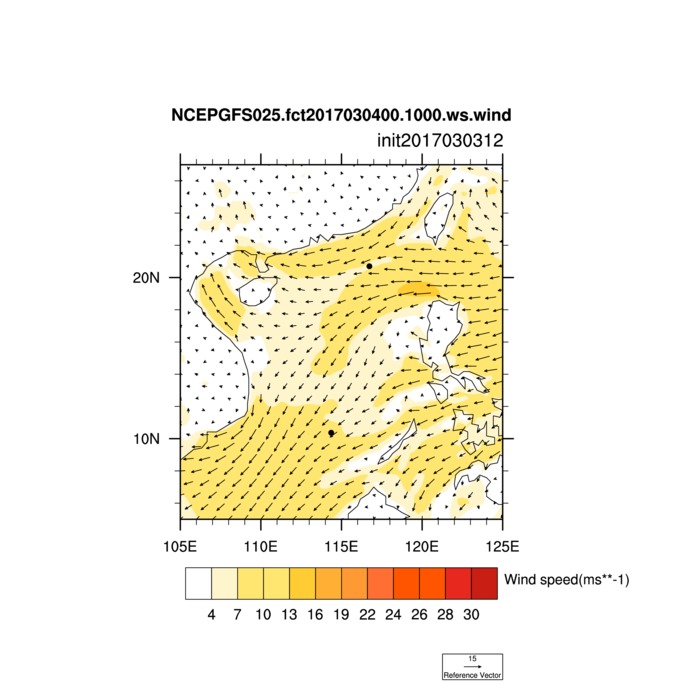 NCEPGFS025.fct2017030400.1000.ws.wind
init2017030312
20N
10N
105E 110E 115E 120E 125E
Wind speed(ms**-1)
4 7 10 13 16 19 22 24 26 28 30
15
Reference Vector